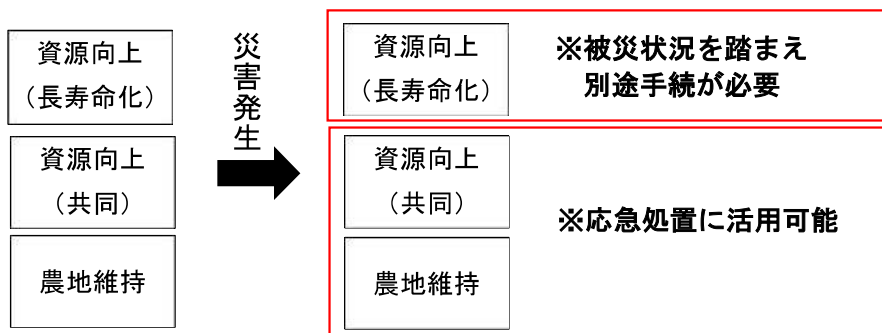 資源向上
（長寿命化）
資源向上
（共同）
農地維持
災害発生
資源向上
（長寿命化）
※被災状況を踏まえ
別途手続が必要
資源向上
（共同）
農地維持
※応急処置に活用可能